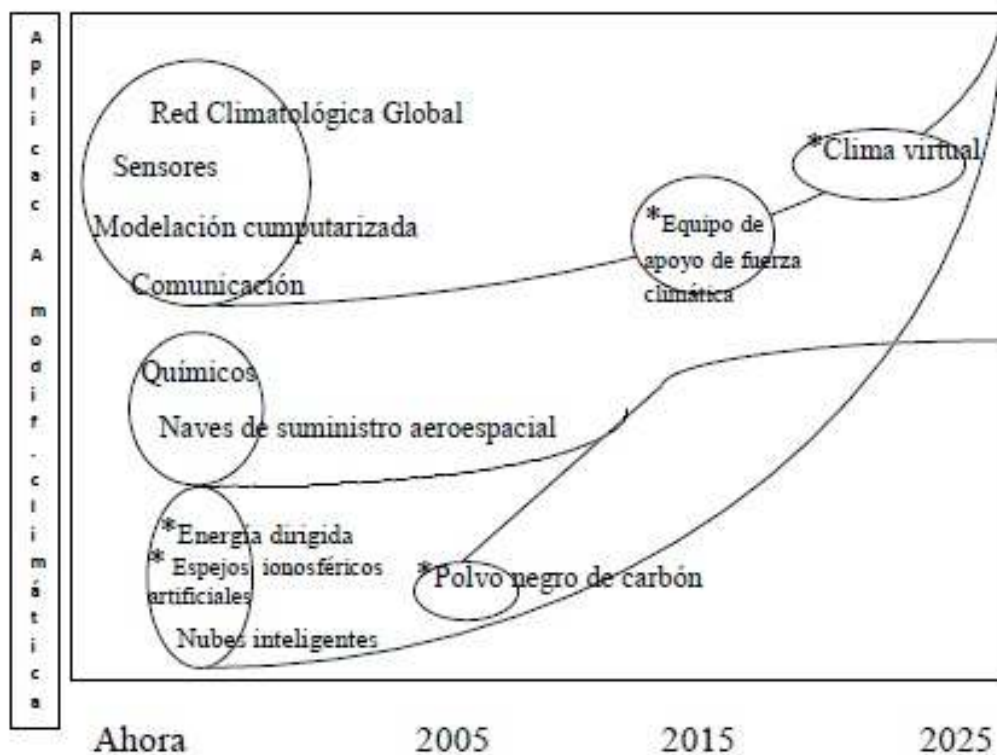 Aplicac A modif-climática
Red Climatológica Global
Sensores
Modelación cumputarizada
Comunicación
*Equipo de
apoyo de fuerza
climática
*Clima virtual
Químicos
Naves de suministro aeroespacial
*Energía dirigida
* Espejos ionosféricos
artificiales
Nubes inteligentes
*Polvo negro de carbón
Ahora 2005 2015 2025